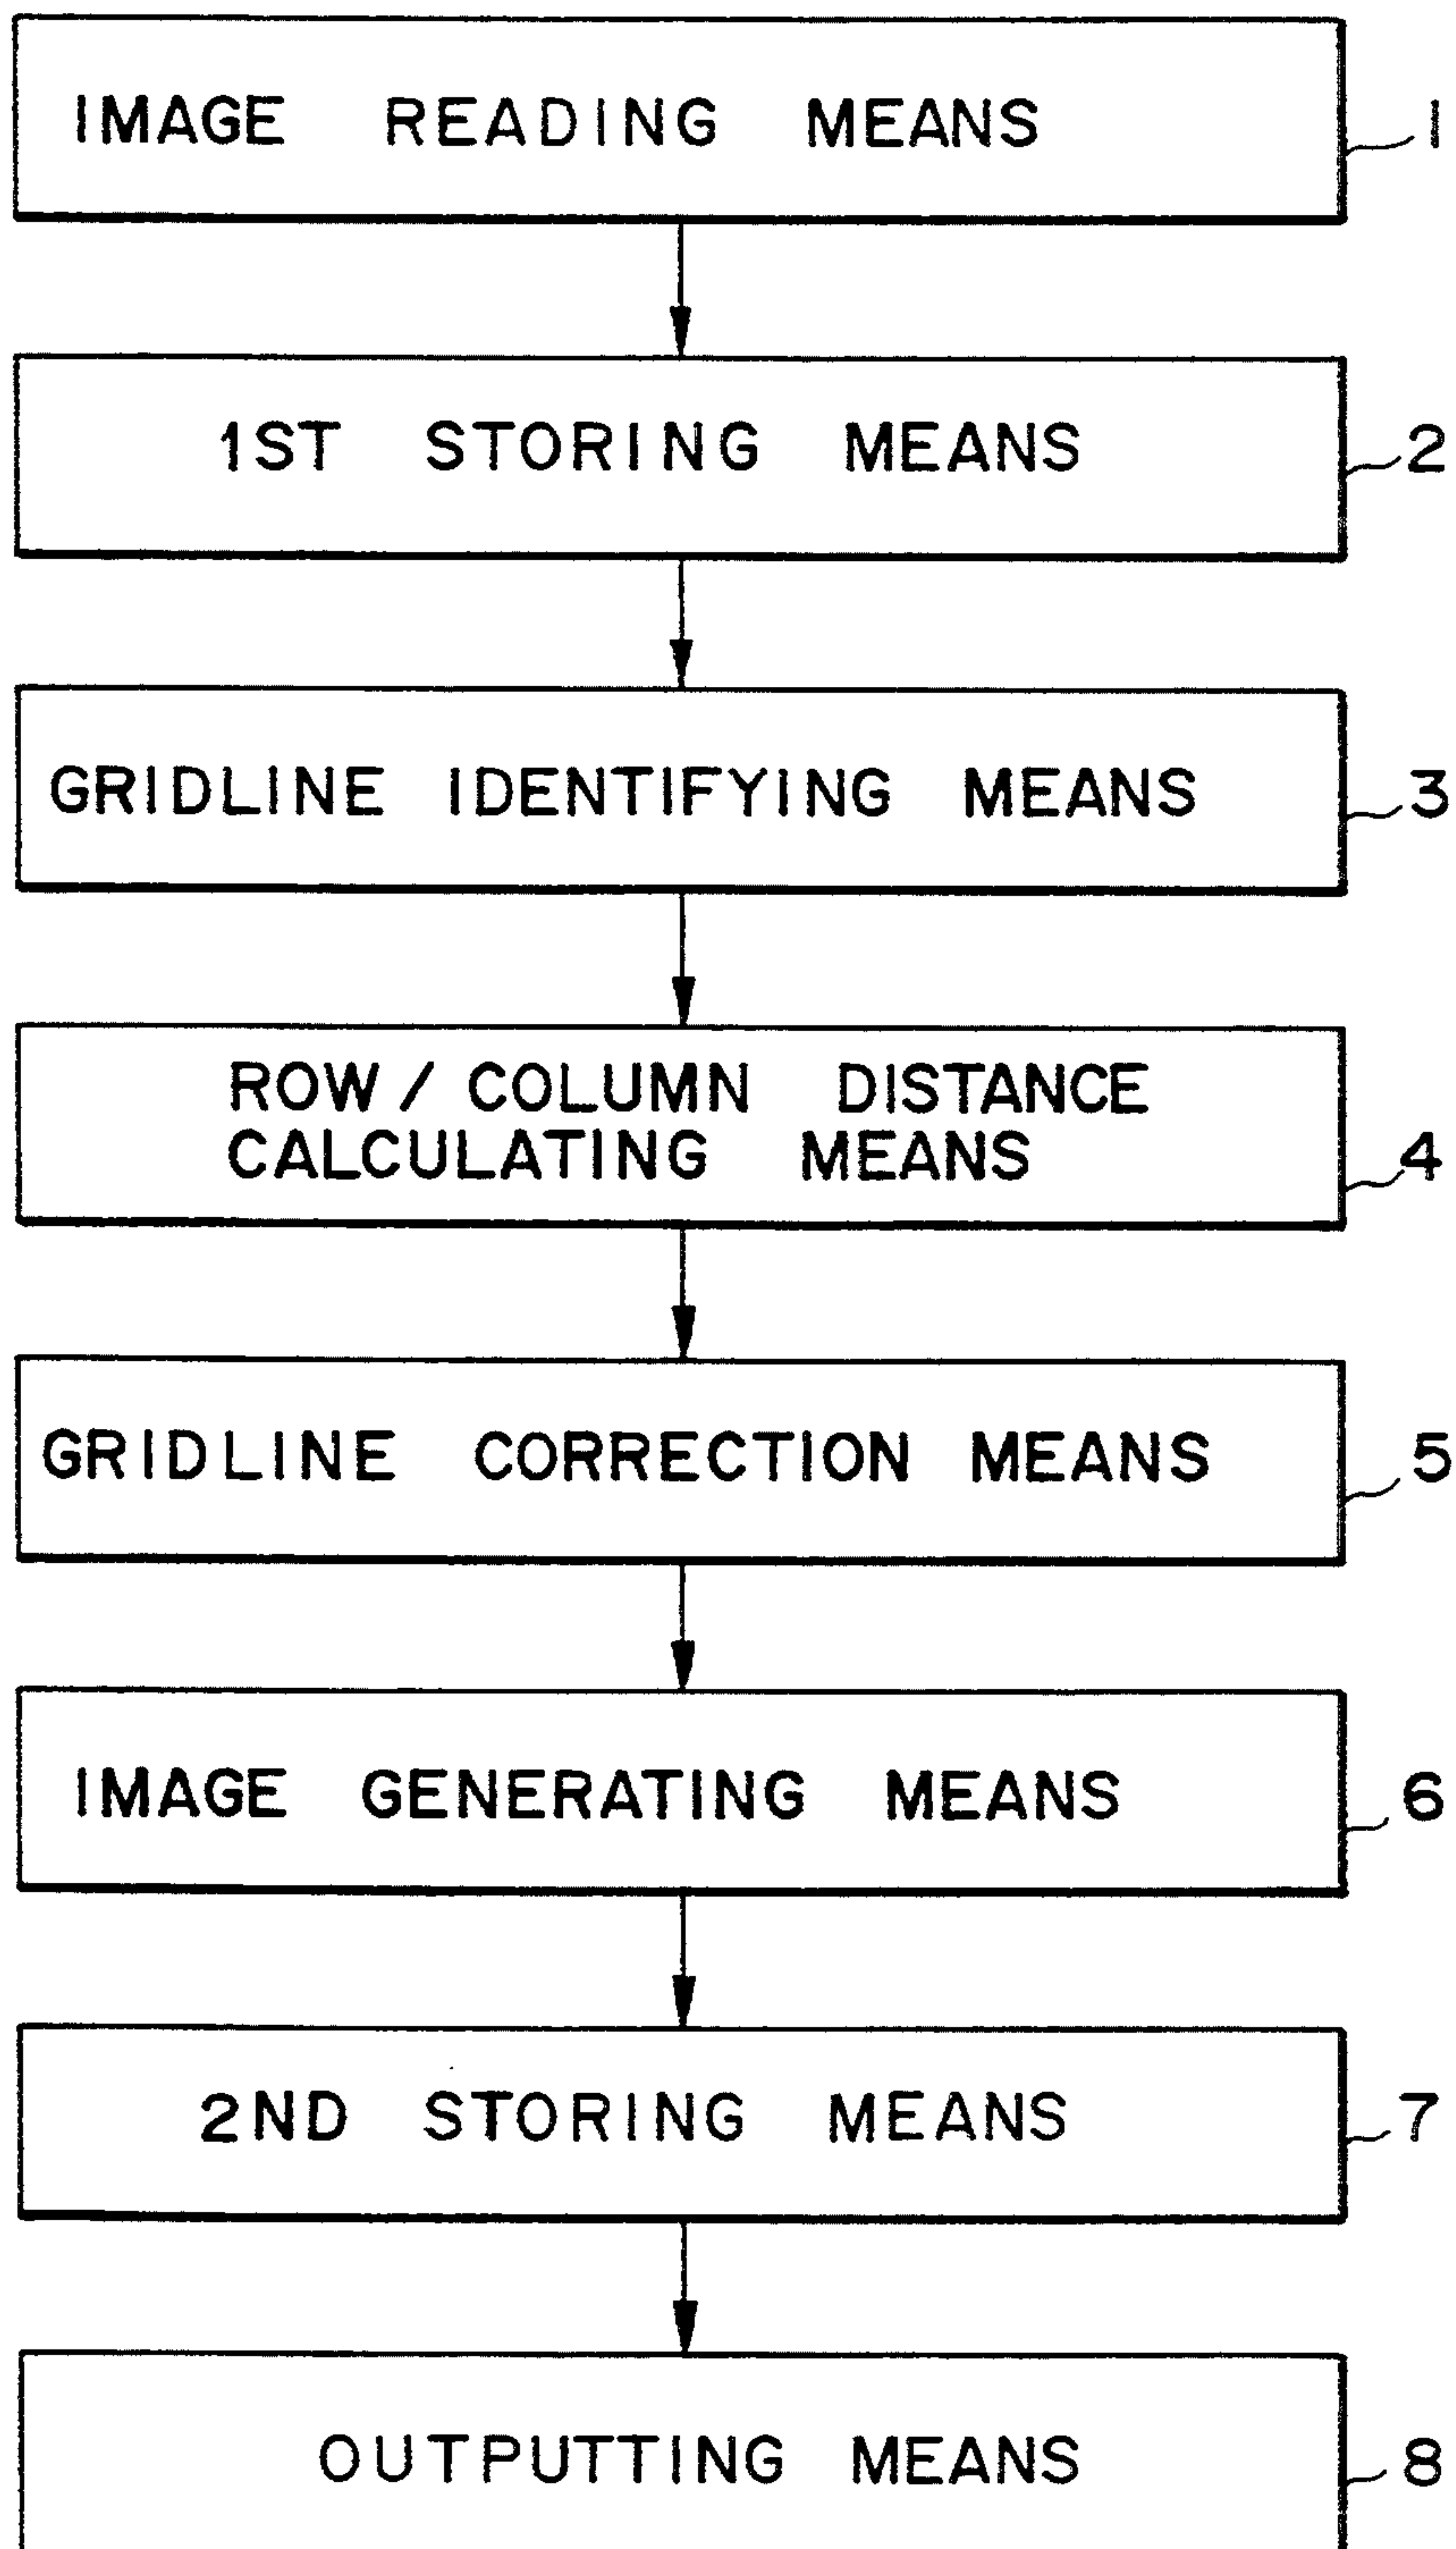 IMAGE READING MEANS 1
1ST STORING MEANS 2
GRIDLINE IDENTIFYING MEANS 3
ROW / COLUMN DISTANCE
CALCULATING MEANS 4
GRIDLINE CORRECTION MEANS 5
IMAGE GENERATING MEANS 6
2ND STORING MEANS 7
OUTPUTTING MEANS 8